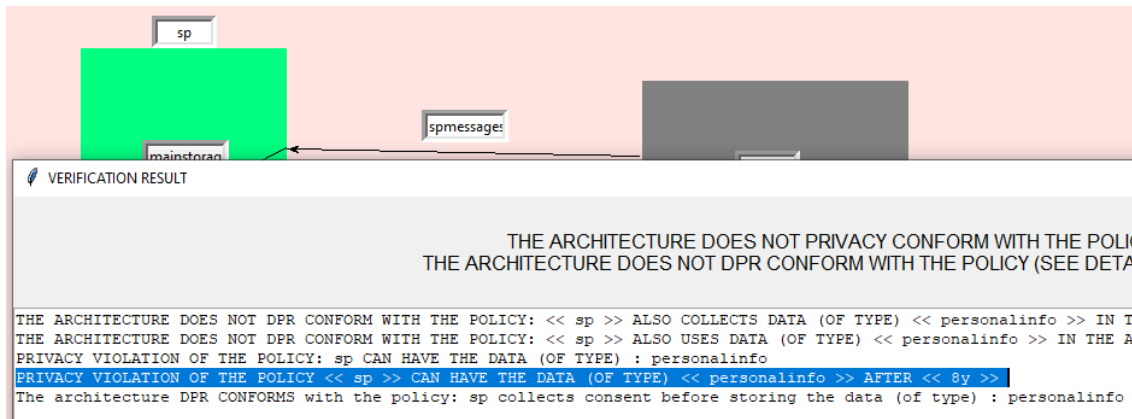 sp
spmessages
mainstorag
VERIFICATION RESULT
THE ARCHITECTURE DOES NOT PRIVACY CONFORM WITH THE
THE ARCHITECTURE DOES NOT DPR CONFORM WITH THE POLICY (SEE
THE ARCHITECTURE DOES NOT DPR CONFORM WITH THE POLICY: << sp >> ALSO COLLECTS DATA (OF TYPE) << personalinfo >> IN
THE ARCHITECTURE DOES NOT DPR CONFORM WITH THE POLICY: << sp >> ALSO USES DATA (OF TYPE) << personalinfo >> IN THE
PRIVACY VIOLATION OF THE POLICY: sp CAN HAVE THE DATA (OF TYPE) : personalinfo
PRIVACY VIOLATION OF THE POLICY << sp >> CAN HAVE THE DATA (OF TYPE) << personalinfo >> AFTER << 8y >>
The architecture DPR CONFORMS with the policy: sp collects consent before storing the data (of type) : personalinfo